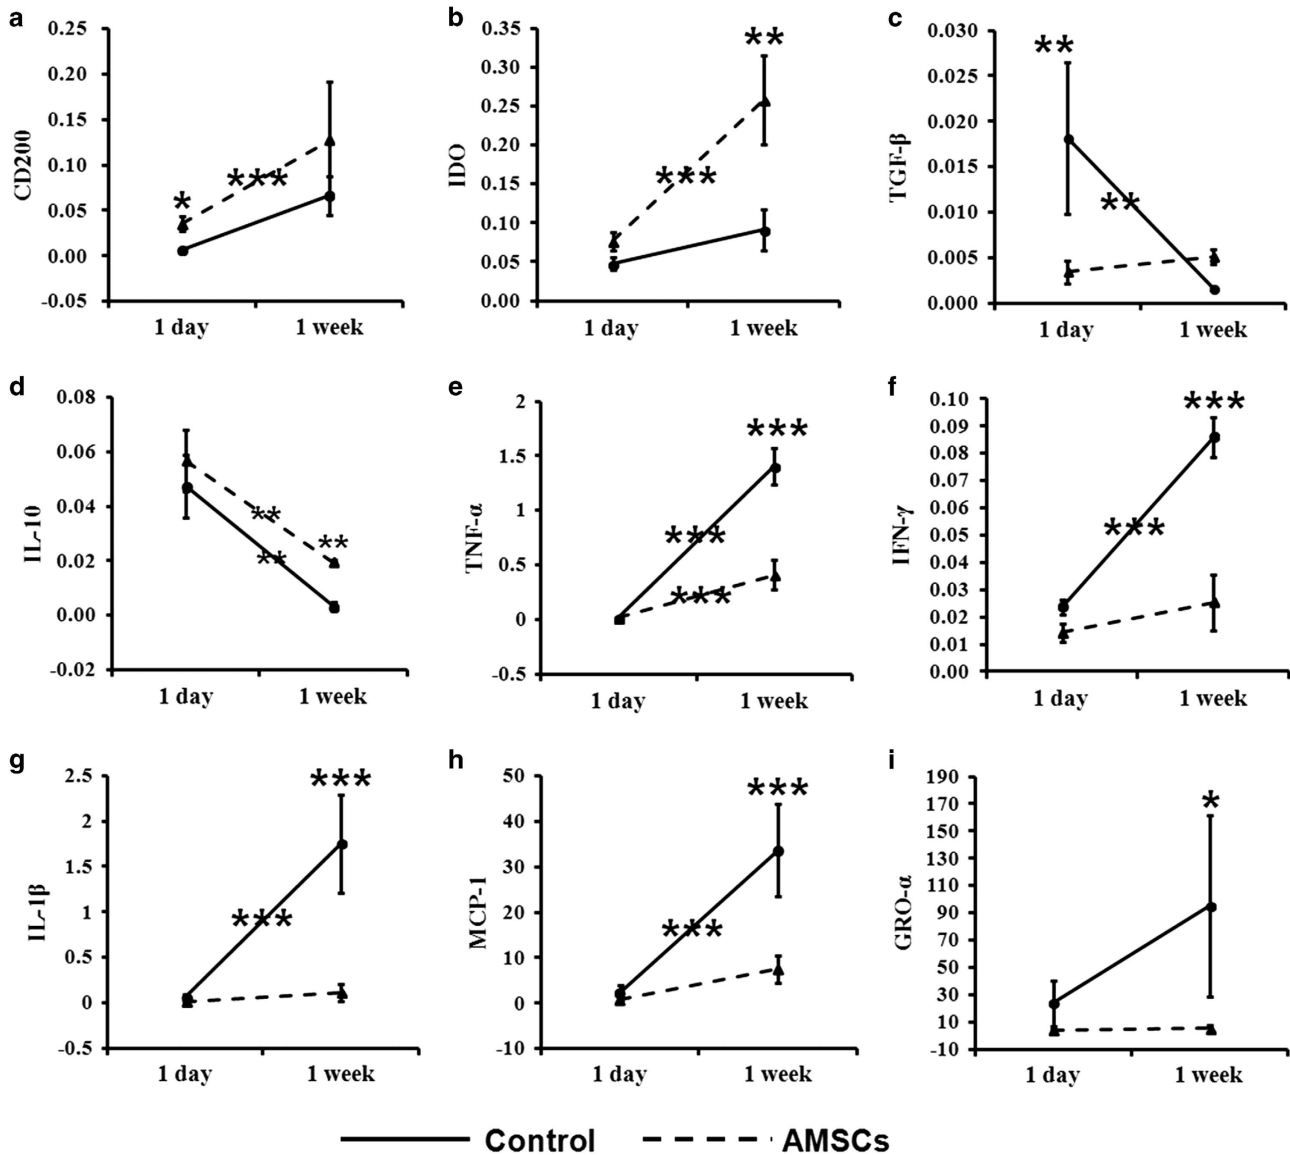 a
CD200
0.25
0.20
0.15
0.10
0.05
0.00
-0.05
*
***
1 day
1 week
b
IDO
0.35
0.30
0.25
0.20
0.15
0.10
0.05
0.00
**
***
1 day
1 week
c
TGF-β
0.030
0.025
0.020
0.015
0.010
0.005
0.000
**
**
1 day
1 week
d
IL-10
0.08
0.06
0.04
0.02
0.00
-0.02
**
**
**
1 day
1 week
e
TNF-α
2
1.5
1
0.5
0
-0.5
***
***
***
1 day
1 week
f
IFN-γ
0.10
0.09
0.08
0.07
0.06
0.05
0.04
0.03
0.02
0.01
0.00
***
***
1 day
1 week
g
IL-1β
2.5
2
1.5
1
0.5
0
-0.5
***
***
1 day
1 week
h
MCP-1
50
40
30
20
10
0
-10
***
***
1 day
1 week
i
GRO-α
190
170
150
130
110
90
70
50
30
10
-10
*
1 day
1 week
Control
AMSCs